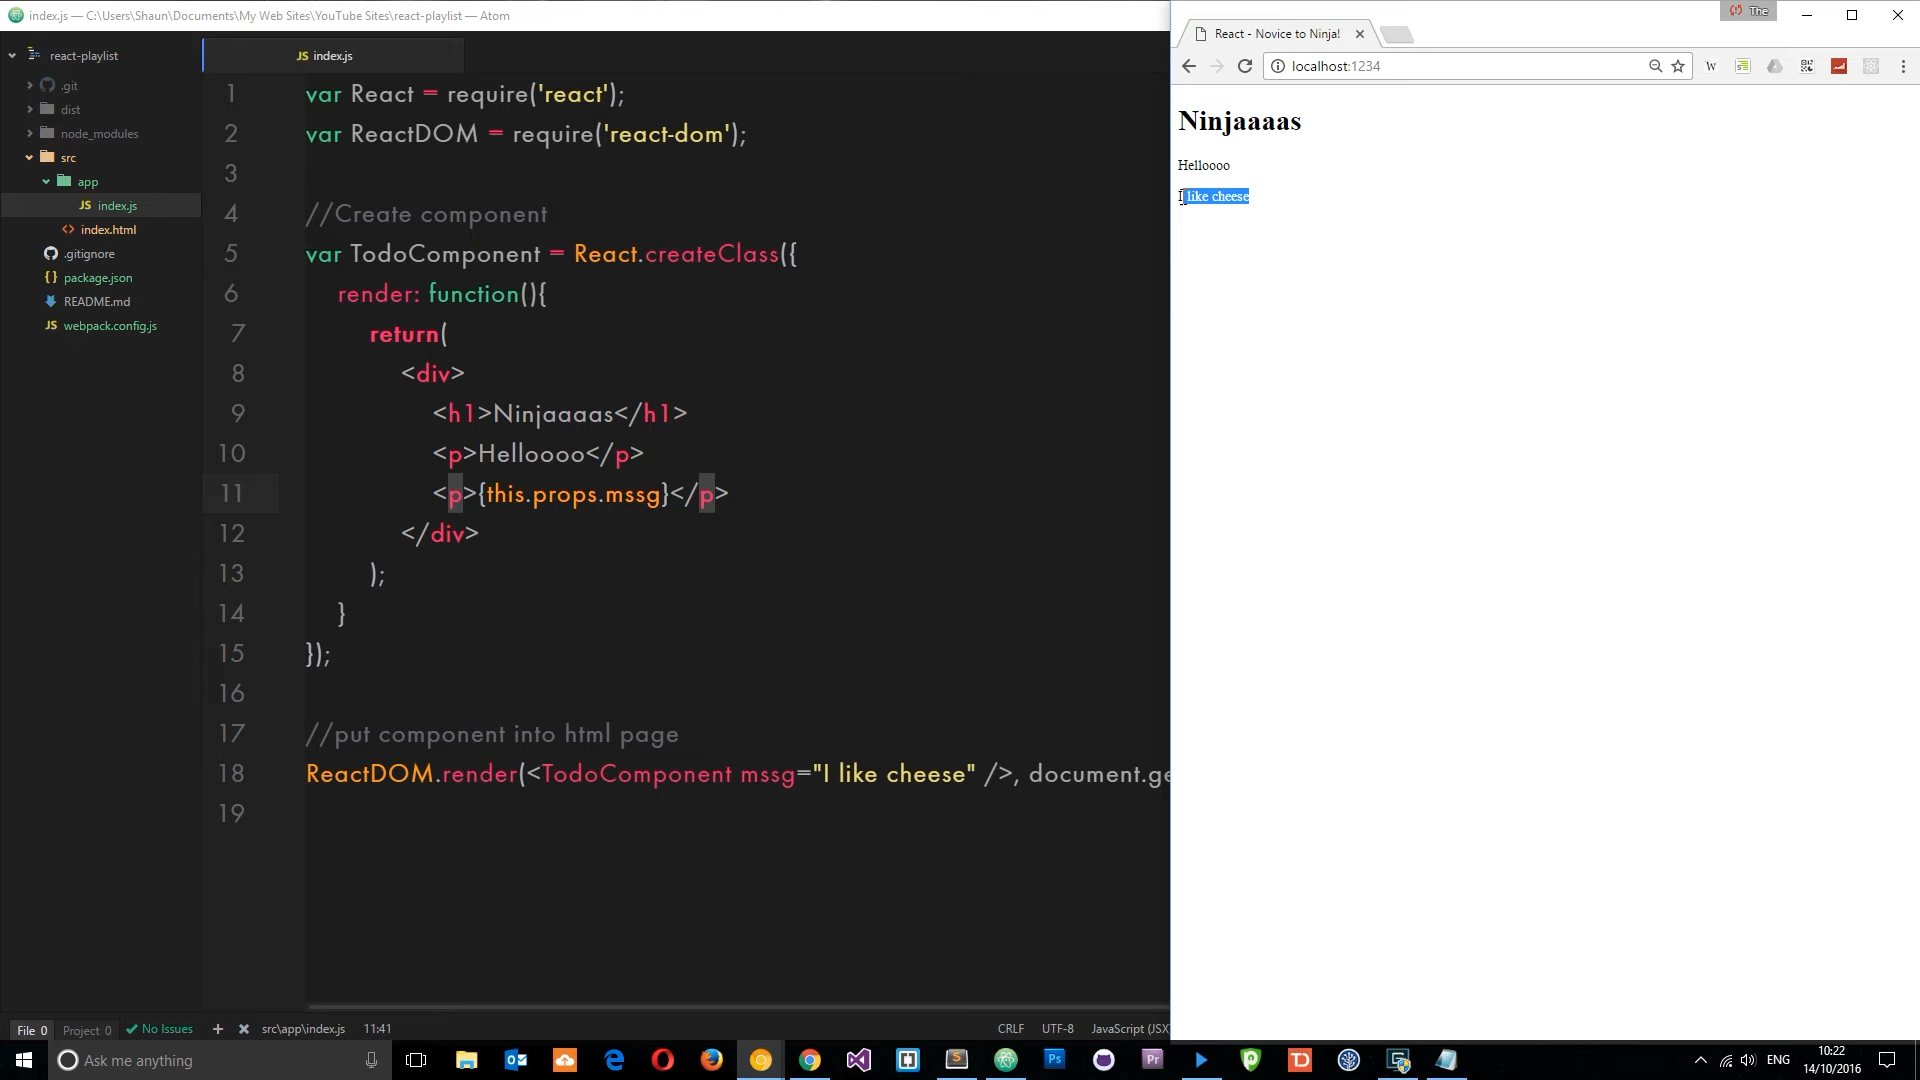 index.js — C:\Users\Shaun\Documents\My Web Sites\YouTube Sites\react-playlist — Atom
react-playlist
.git
dist
node_modules
src
app
index.js
index.html
.gitignore
package.json
README.md
webpack.config.js
index.js
1 var React = require('react');
2 var ReactDOM = require('react-dom');
3
4 //Create component
5 var TodoComponent = React.createClass({
6 render: function(){
7 return(
8 <div>
9 <h1>Ninjaaaas</h1>
10 <p>Helloooo</p>
11 <p>{this.props.mssg}</p>
12 </div>
13 );
14 }
15 });
16
17 //put component into html page
18 ReactDOM.render(<TodoComponent mssg="I like cheese" />, document.ge
19
File 0 Project 0 No Issues src\app\index.js 11:41 CRLF UTF-8 JavaScript (JSX
The
React - Novice to Ninja!
localhost:1234
Ninjaaaas
Helloooo
I like cheese
Ask me anything
ENG
10:22
14/10/2016